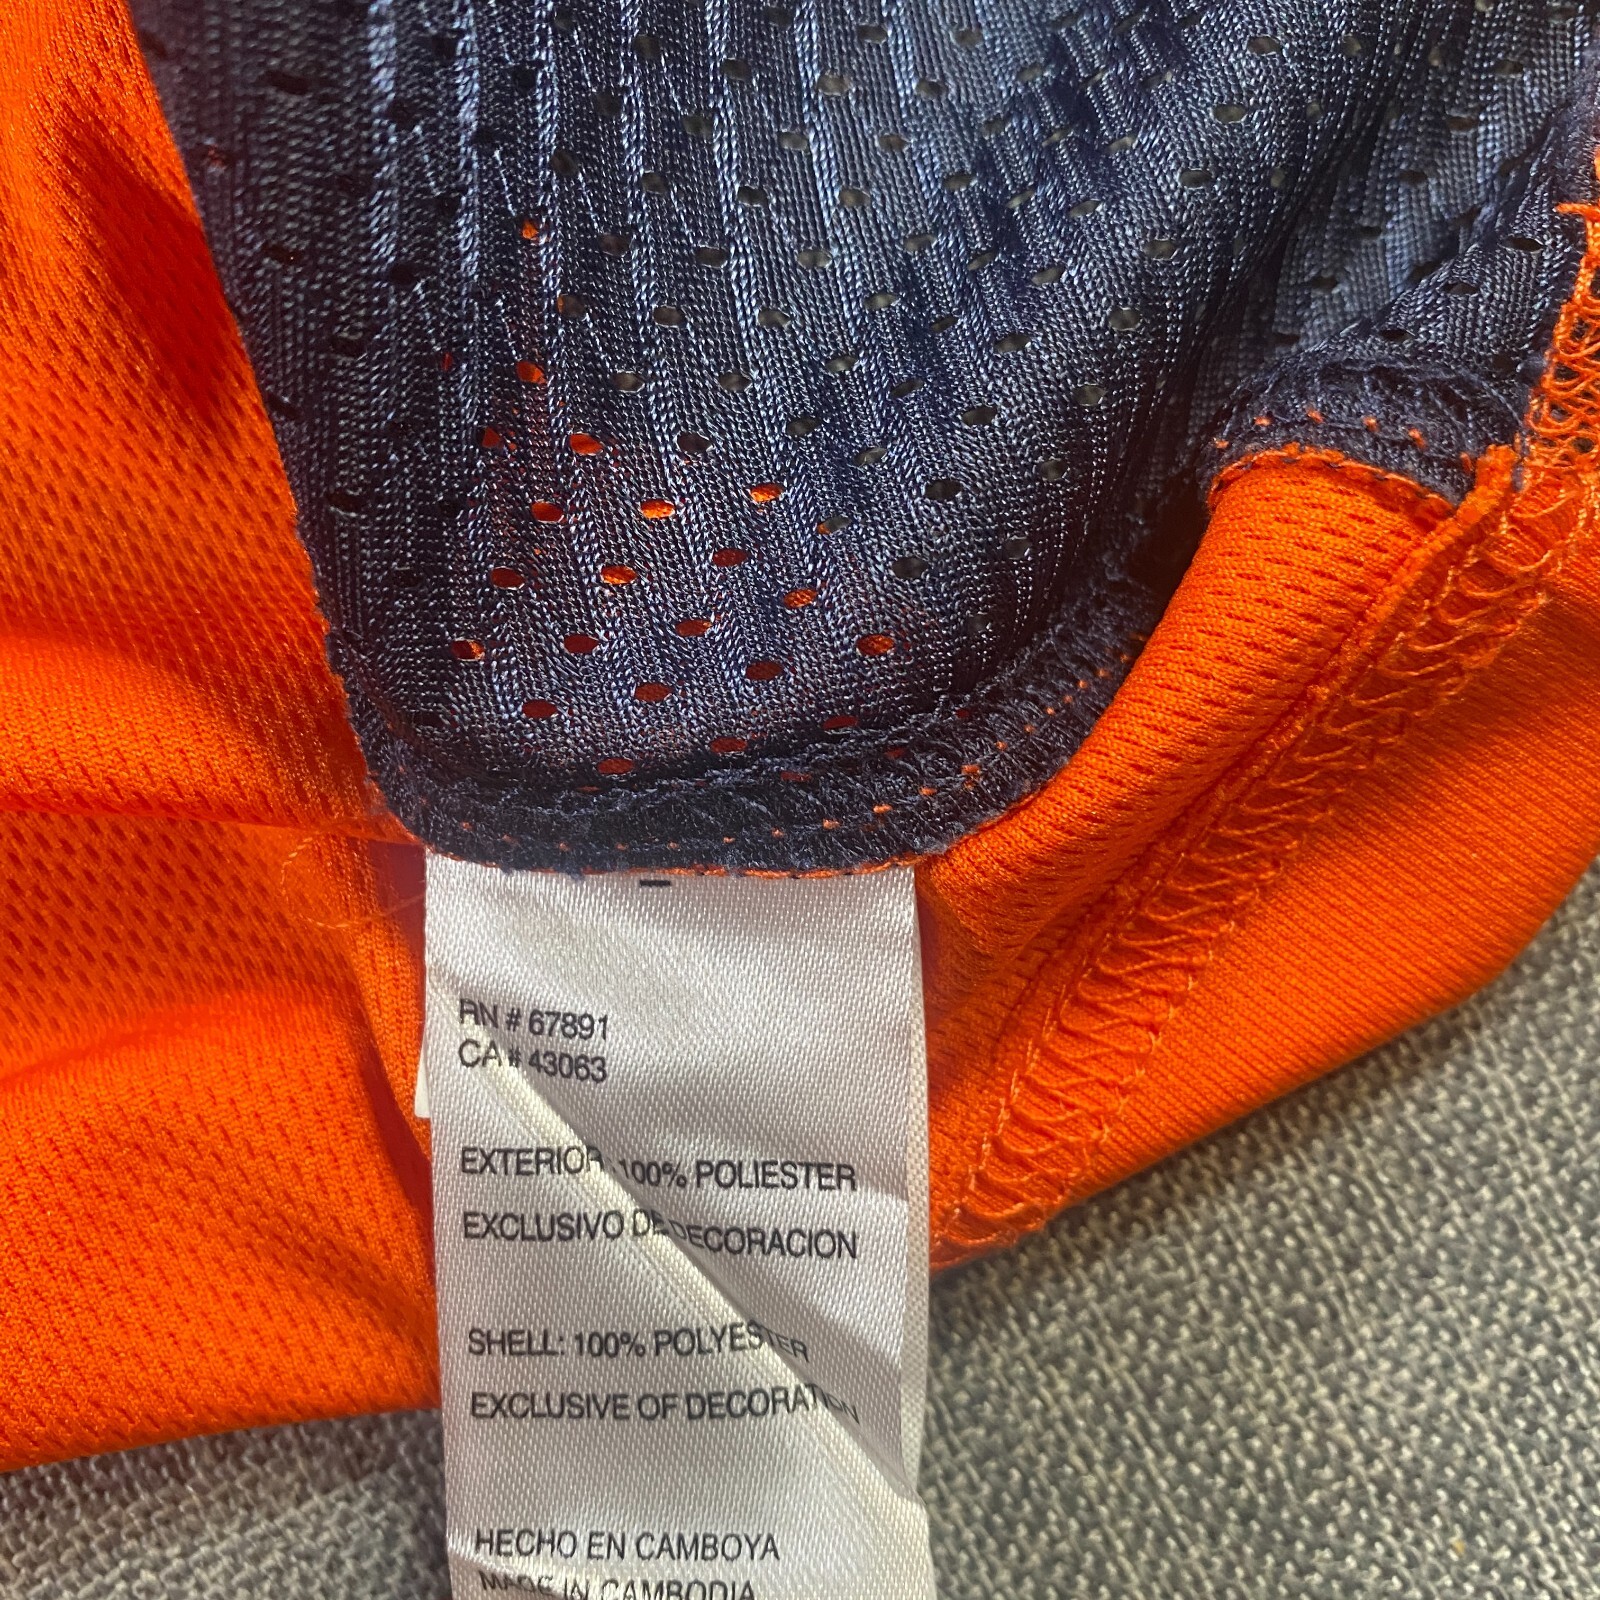 RN # 67891
CA # 43063
EXTERIOR: 100% POLIESTER
EXCLUSIVO DE DECORACION
SHELL: 100% POLYESTER
EXCLUSIVE OF DECORATION
HECHO EN CAMBOYA
MADE IN CAMBODIA